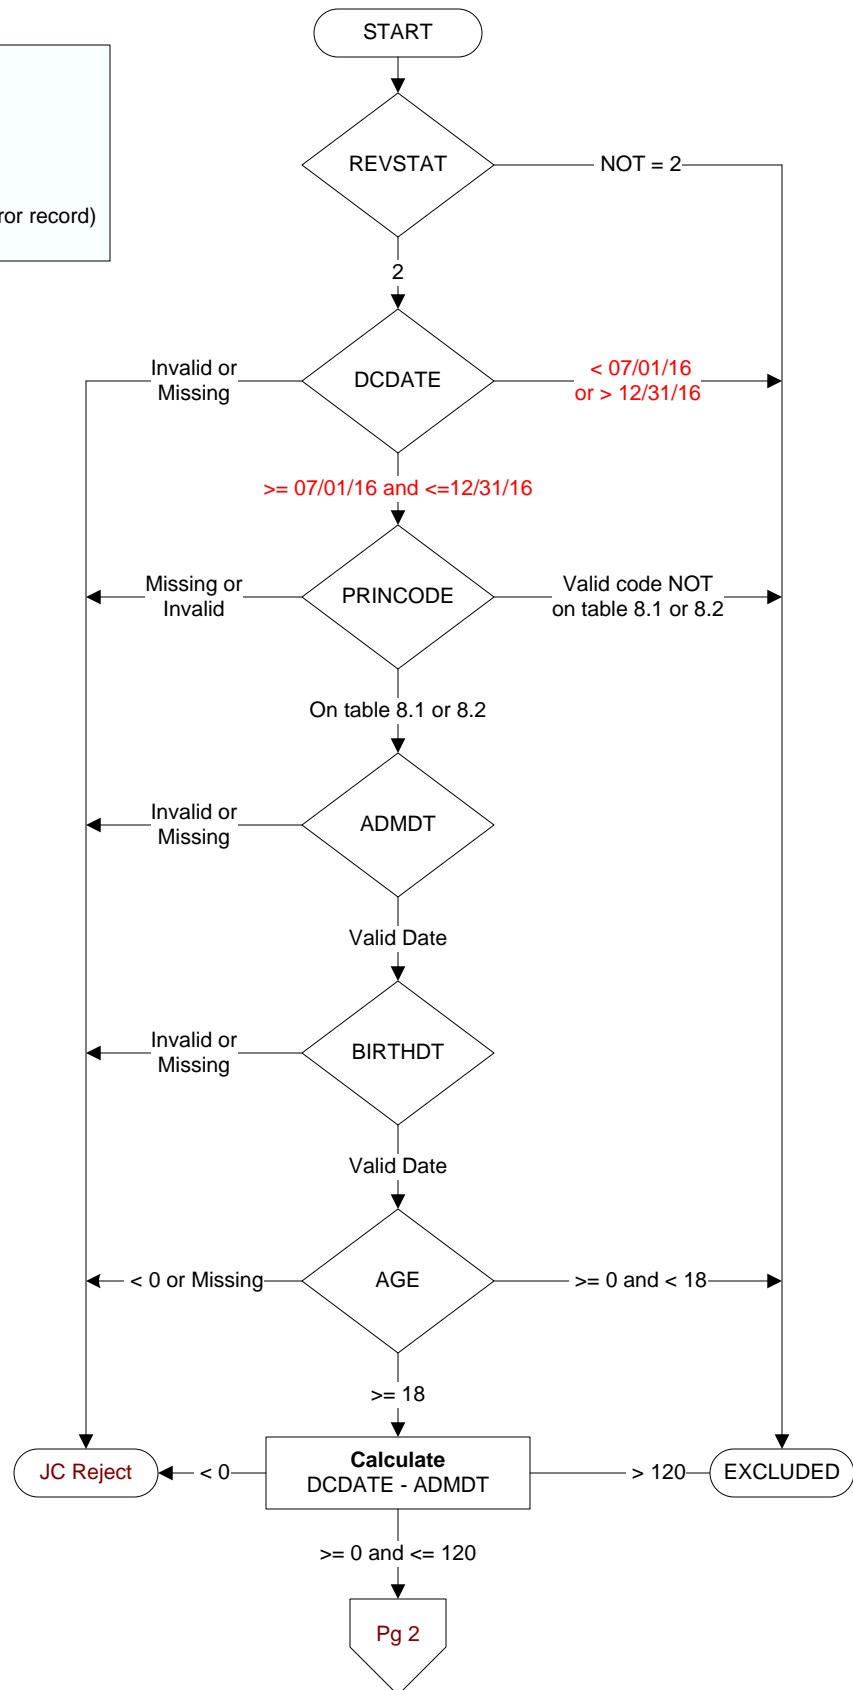 START
REVSTAT
NOT = 2
ror record)
2
Invalid or
Missing
DCDATE
< 07/01/16
or > 12/31/16
>= 07/01/16 and <=12/31/16
Missing or
Invalid
PRINCODE
Valid code NOT
on table 8.1 or 8.2
On table 8.1 or 8.2
Invalid or
Missing
ADMDT
Valid Date
Invalid or
Missing
BIRTHDT
Valid Date
< 0 or Missing
AGE
>= 0 and < 18
>= 18
JC Reject
< 0
Calculate
DCDATE - ADMDT
> 120
EXCLUDED
>= 0 and <= 120
Pg 2